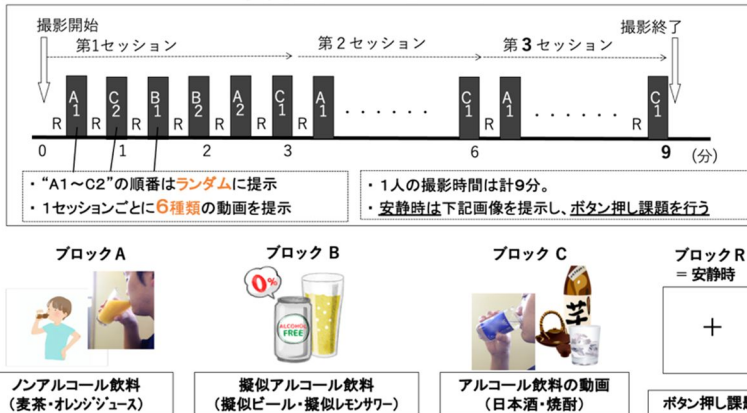 撮影開始
撮影終了
第1セッション
第2セッション
第3セッション
R A1 R C2 R B1 R B2 R A2 R C1 R A1 ・・・・・・ C1 R A1 ・・・・・・ R C1
0 1 2 3 6 9 (分)
・“A1～C2”の順番はランダムに提示
・1セッションごとに6種類の動画を提示
・1人の撮影時間は計9分。
・安静時は下記画像を提示し、ボタン押し課題を行う
ブロックA
ブロック B
ブロック C
ブロックR
＝安静時
0%
ALCOHOL
FREE
芋
+
ノンアルコール飲料
(麦茶・オレンジジュース)
擬似アルコール飲料
(擬似ビール・擬似レモンサワー)
アルコール飲料の動画
(日本酒・焼酎)
ボタン押し課